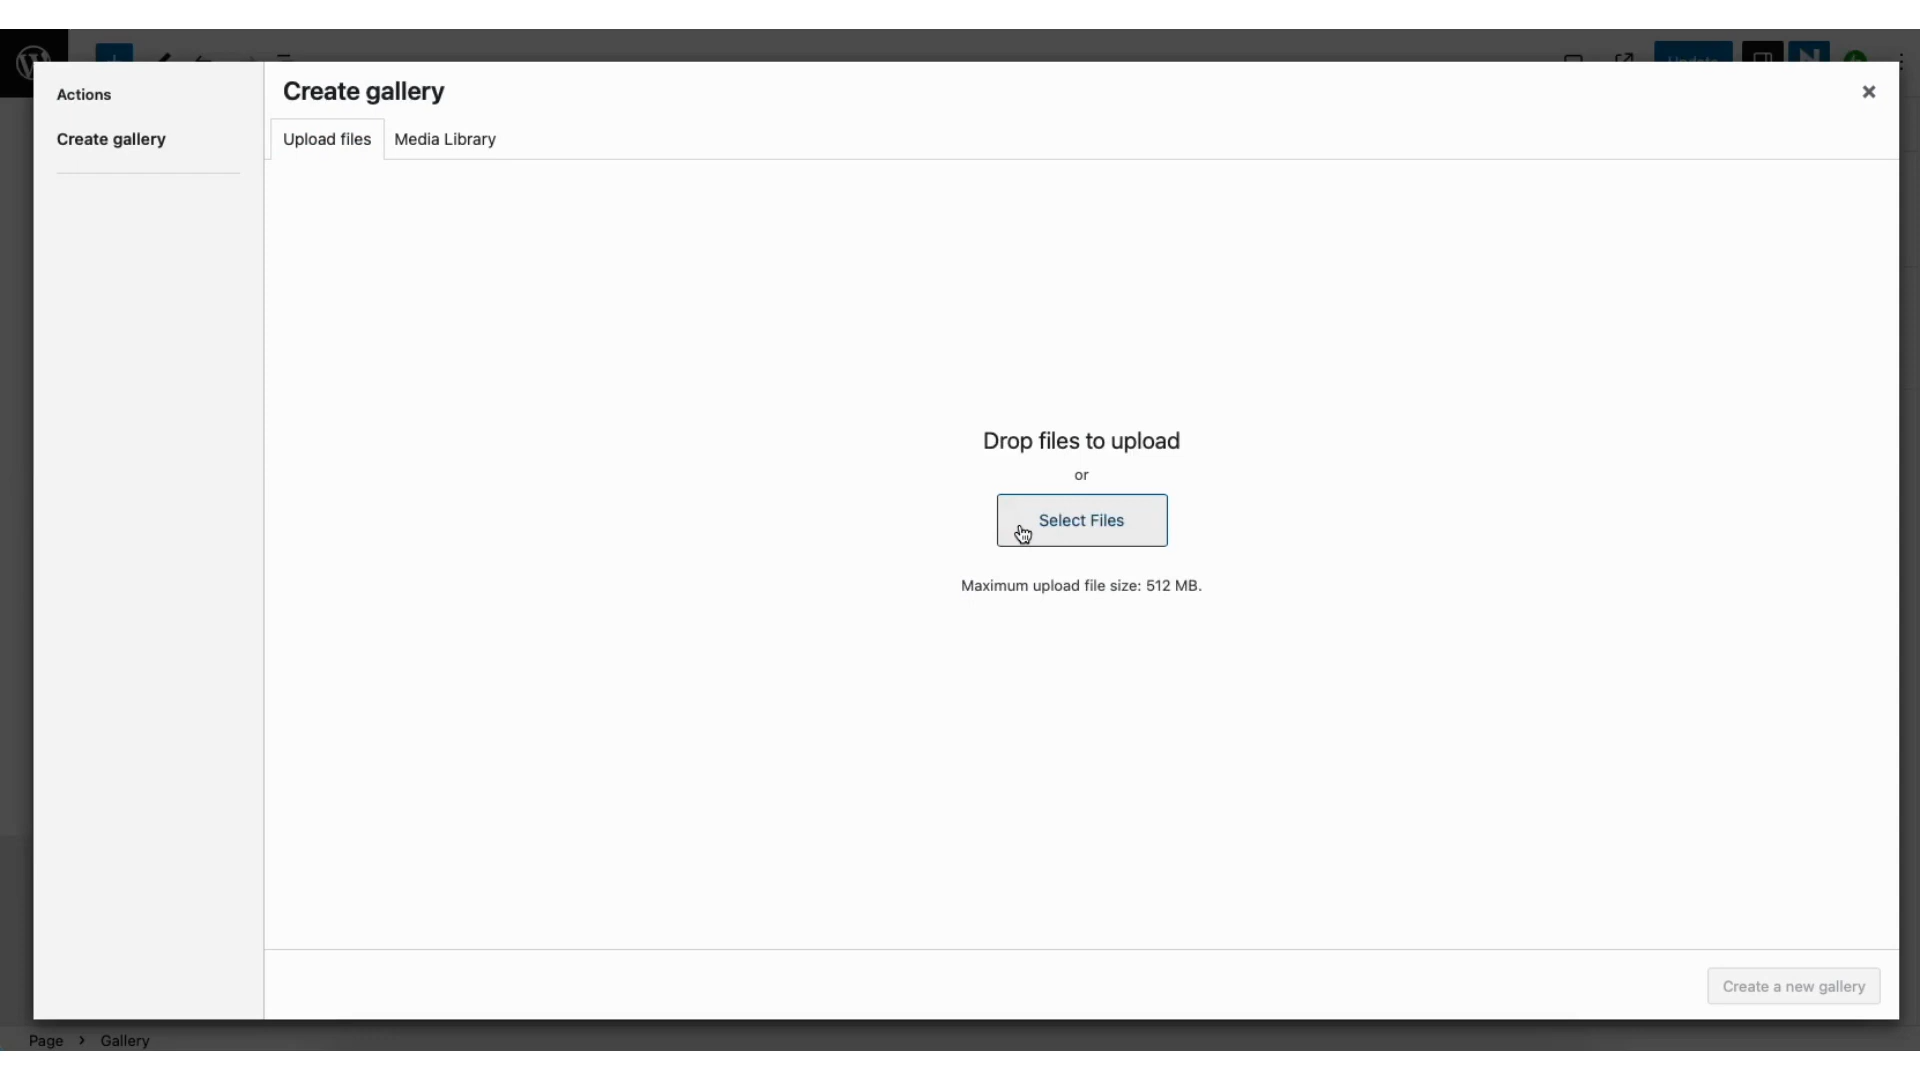 Update
Actions
Create gallery
Create gallery
Upload files
Media Library
Drop files to upload
or
Select Files
Maximum upload file size: 512 MB.
Create a new gallery
Page > Gallery